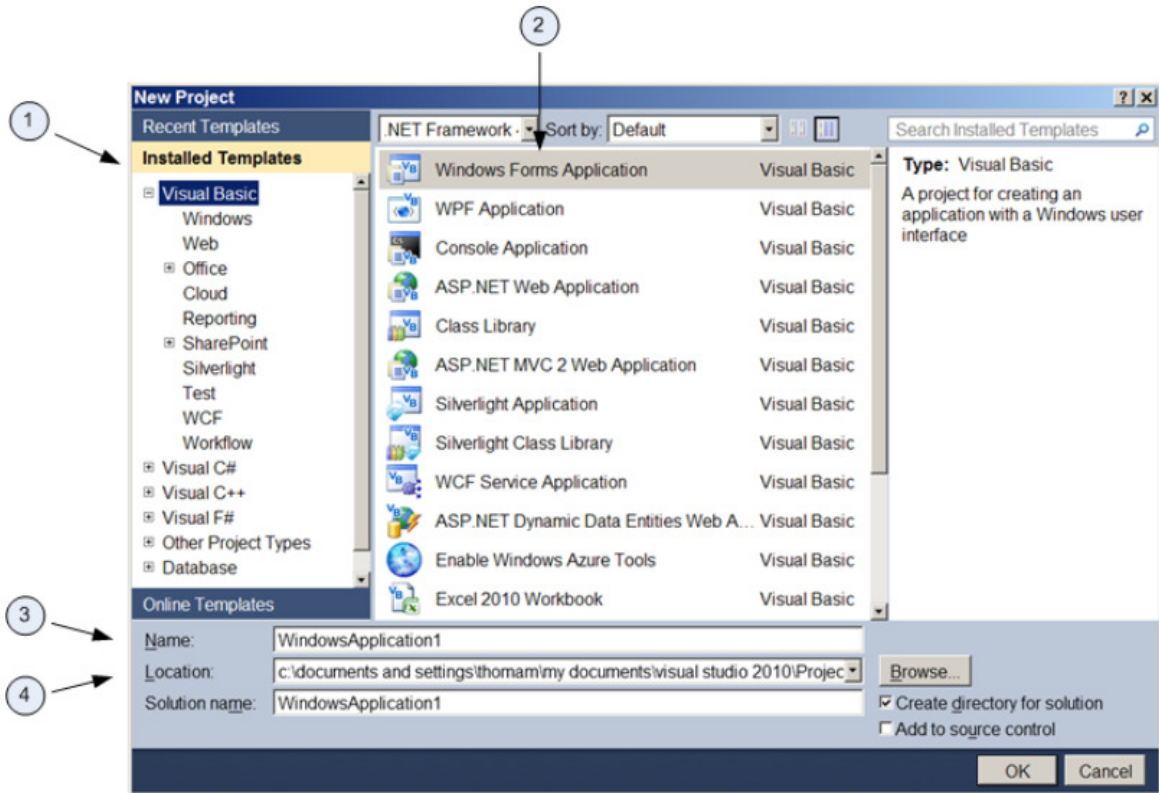 2
1
New Project
Recent Templates
.NET Framework - Sort by: Default
Search Installed Templates
Installed Templates
Visual Basic
Windows
Web
Office
Cloud
Reporting
SharePoint
Silverlight
Test
WCF
Workflow
Visual C#
Visual C++
Visual F#
Other Project Types
Database
Online Templates
Windows Forms Application Visual Basic
WPF Application Visual Basic
Console Application Visual Basic
ASP.NET Web Application Visual Basic
Class Library Visual Basic
ASP.NET MVC 2 Web Application Visual Basic
Silverlight Application Visual Basic
Silverlight Class Library Visual Basic
WCF Service Application Visual Basic
ASP.NET Dynamic Data Entities Web A... Visual Basic
Enable Windows Azure Tools Visual Basic
Excel 2010 Workbook Visual Basic
Type: Visual Basic
A project for creating an
application with a Windows user
interface
3
Name: WindowsApplication1
4
Location: c:\documents and settings\thomam\my documents\visual studio 2010\Projec
Browse...
Solution name: WindowsApplication1
Create directory for solution
Add to source control
OK Cancel